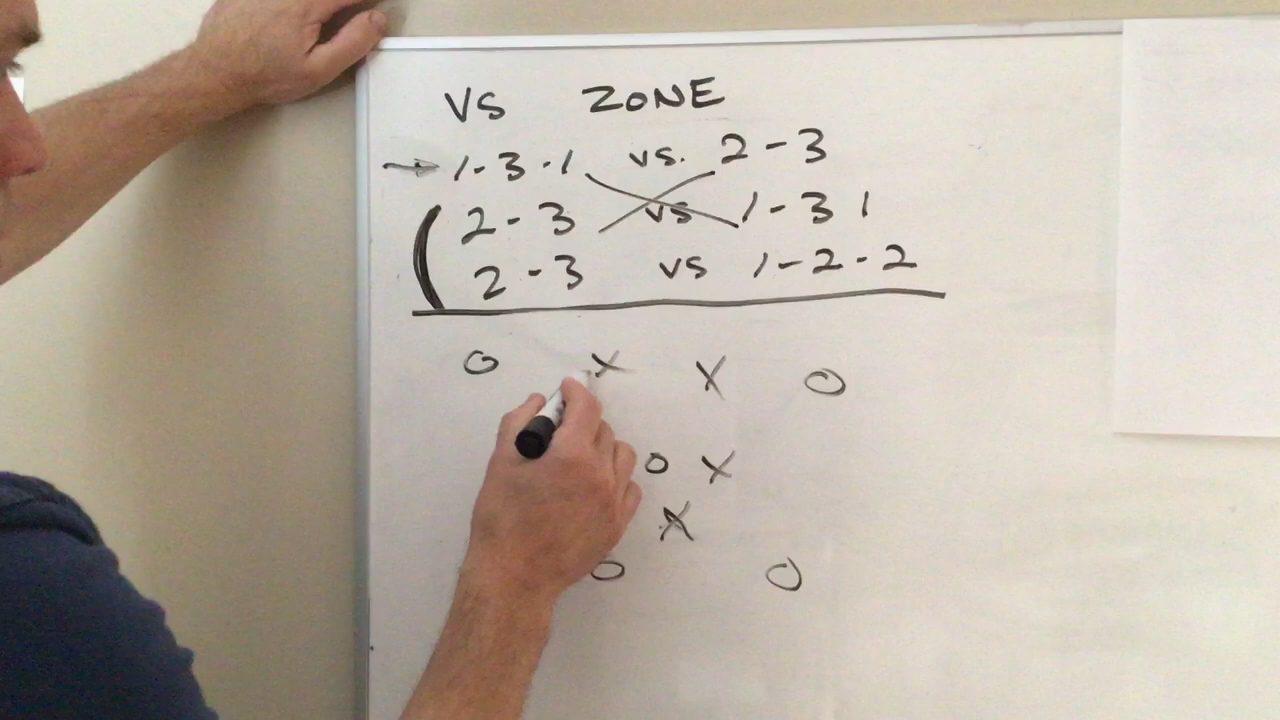 VS ZONE
→ 1-3-1 vs. 2-3
( 2-3 vs 1-3 1
2-3 vs 1-2-2
O X X O
O X
X
O O